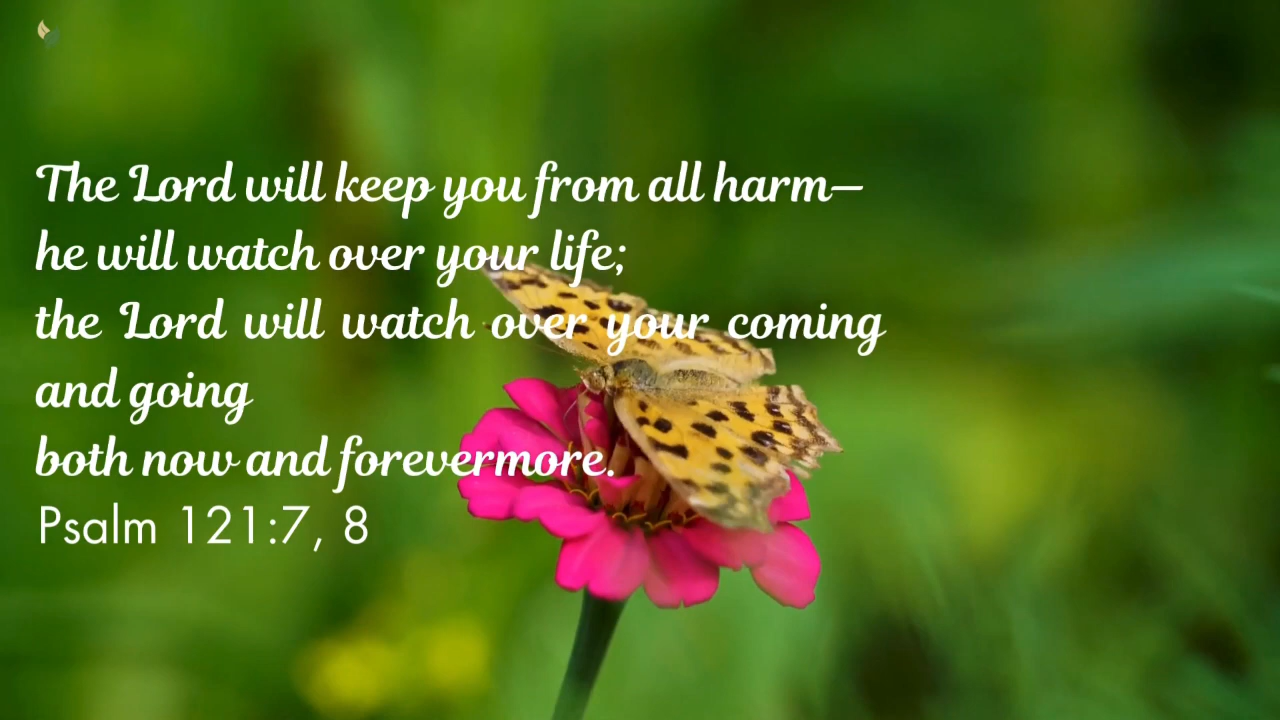 The Lord will keep you from all harm—
he will watch over your life;
the Lord will watch over your coming
and going
both now and forevermore.
Psalm 121:7, 8